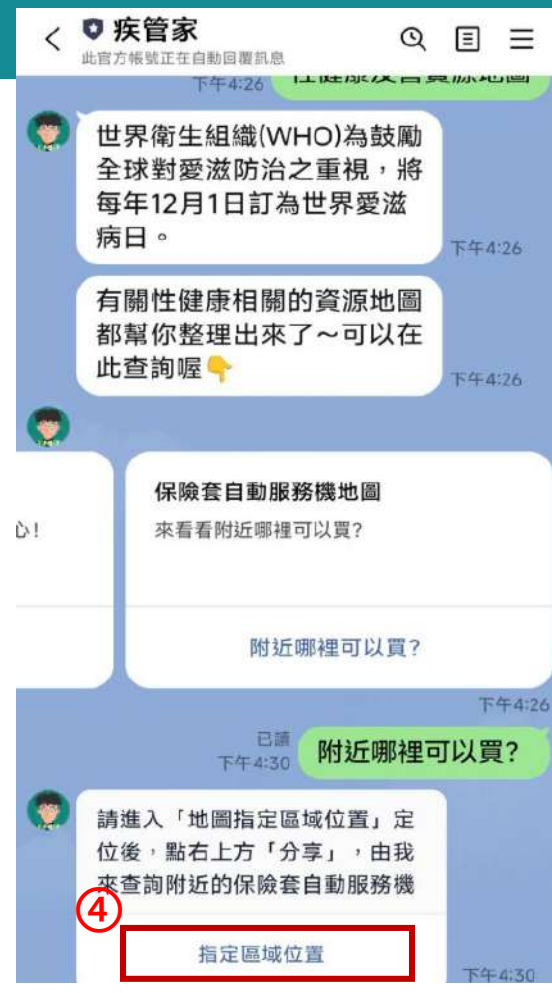 疾管家
此官方帳號正在自動回覆訊息
下午4:26
性健康友善資源地圖
世界衛生組織(WHO)為鼓勵
全球對愛滋防治之重視，將
每年12月1日訂為世界愛滋
病日。
下午4:26
有關性健康相關的資源地圖
都幫你整理出來了～可以在
此查詢喔👇
下午4:26
心!
保險套自動服務機地圖
來看看附近哪裡可以買?
附近哪裡可以買?
下午4:26
已讀
下午4:30
附近哪裡可以買?
請進入「地圖指定區域位置」定
位後，點右上方「分享」，由我
來查詢附近的保險套自動服務機
④
指定區域位置
下午4:30